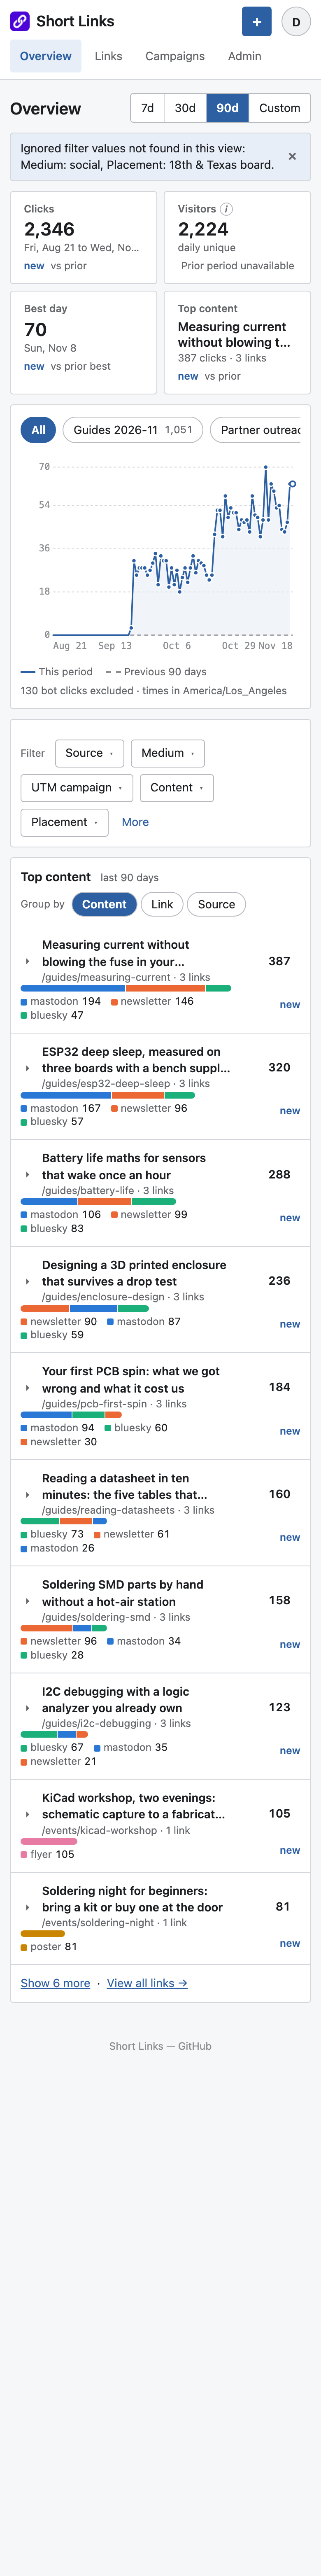 Short Links
+
D
Overview Links Campaigns Admin
Overview
7d 30d 90d Custom
Ignored filter values not found in this view:
Medium: social, Placement: 18th & Texas board.
×
Clicks
2,346
Fri, Aug 21 to Wed, No...
new vs prior
Visitors i
2,224
daily unique
Prior period unavailable
Best day
70
Sun, Nov 8
new vs prior best
Top content
Measuring current
without blowing t...
387 clicks · 3 links
new vs prior
All Guides 2026-11 1,051 Partner outreac
70
54
36
18
0
Aug 21 Sep 13 Oct 6 Oct 29 Nov 18
This period Previous 90 days
130 bot clicks excluded · times in America/Los_Angeles
Filter Source Medium
UTM campaign Content
Placement More
Top content last 90 days
Group by Content Link Source
Measuring current without
blowing the fuse in your...
387
/guides/measuring-current · 3 links
mastodon 194 newsletter 146
bluesky 47
new
ESP32 deep sleep, measured on
three boards with a bench suppl...
320
/guides/esp32-deep-sleep · 3 links
mastodon 167 newsletter 96
bluesky 57
new
Battery life maths for sensors
that wake once an hour
288
/guides/battery-life · 3 links
mastodon 106 newsletter 99
bluesky 83
new
Designing a 3D printed enclosure
that survives a drop test
236
/guides/enclosure-design · 3 links
newsletter 90 mastodon 87
bluesky 59
new
Your first PCB spin: what we got
wrong and what it cost us
184
/guides/pcb-first-spin · 3 links
mastodon 94 bluesky 60
newsletter 30
new
Reading a datasheet in ten
minutes: the five tables that...
160
/guides/reading-datasheets · 3 links
bluesky 73 newsletter 61
mastodon 26
new
Soldering SMD parts by hand
without a hot-air station
158
/guides/soldering-smd · 3 links
newsletter 96 mastodon 34
bluesky 28
new
I2C debugging with a logic
analyzer you already own
123
/guides/i2c-debugging · 3 links
bluesky 67 mastodon 35
newsletter 21
new
KiCad workshop, two evenings:
schematic capture to a fabricat...
105
/events/kicad-workshop · 1 link
flyer 105
new
Soldering night for beginners:
bring a kit or buy one at the door
81
/events/soldering-night · 1 link
poster 81
new
Show 6 more · View all links →
Short Links — GitHub